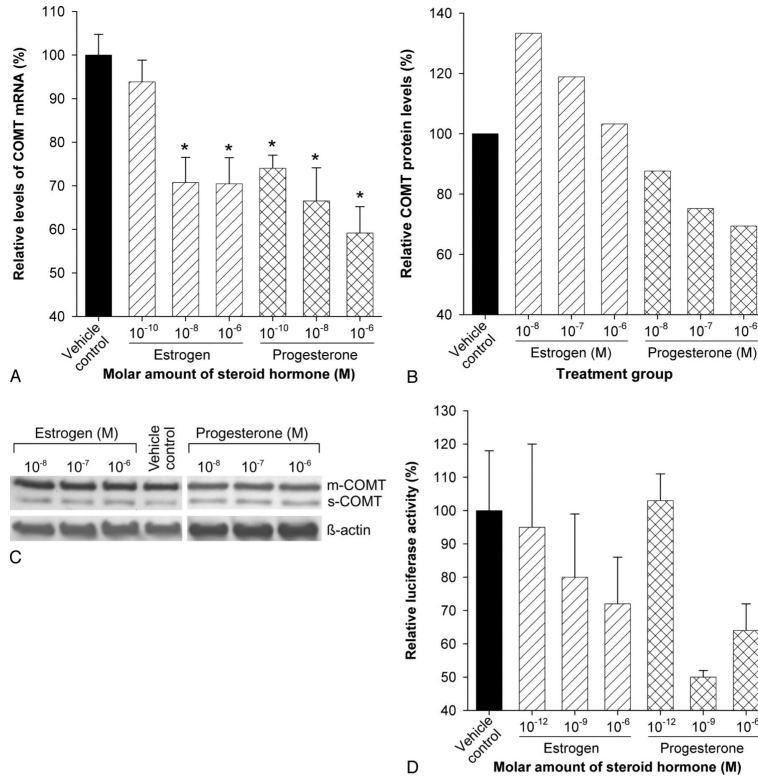 Relative levels of COMT mRNA (%)
110
100
90
80
70
60
50
40
*
*
*
*
*
Vehicle control
10⁻¹⁰
10⁻⁸
10⁻⁶
10⁻¹⁰
10⁻⁸
10⁻⁶
Estrogen
Progesterone
Molar amount of steroid hormone (M)
A
Relative COMT protein levels (%)
140
120
100
80
60
40
Vehicle control
10⁻⁸
10⁻⁷
10⁻⁶
10⁻⁸
10⁻⁷
10⁻⁶
Estrogen (M)
Progesterone (M)
Treatment group
B
Estrogen (M)
Vehicle control
Progesterone (M)
10⁻⁸
10⁻⁷
10⁻⁶
10⁻⁸
10⁻⁷
10⁻⁶
m-COMT
s-COMT
ß-actin
C
Relative luciferase activity (%)
130
120
110
100
90
80
70
60
50
40
Vehicle control
10⁻¹²
10⁻⁹
10⁻⁶
10⁻¹²
10⁻⁹
10⁻⁶
Estrogen
Progesterone
Molar amount of steroid hormone (M)
D